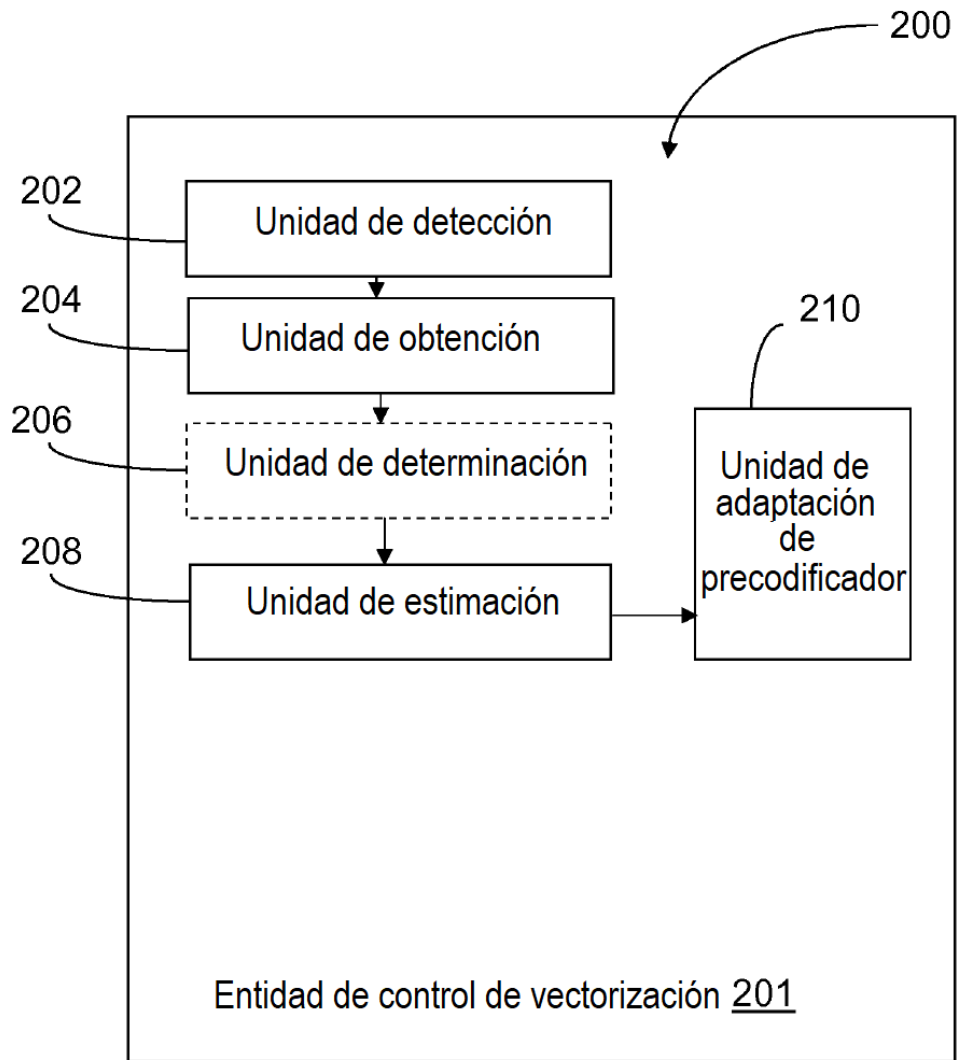 200
202
Unidad de detección
204
Unidad de obtención
210
206
Unidad de determinación
Unidad de
adaptación
de
precodificador
208
Unidad de estimación
Entidad de control de vectorización 201